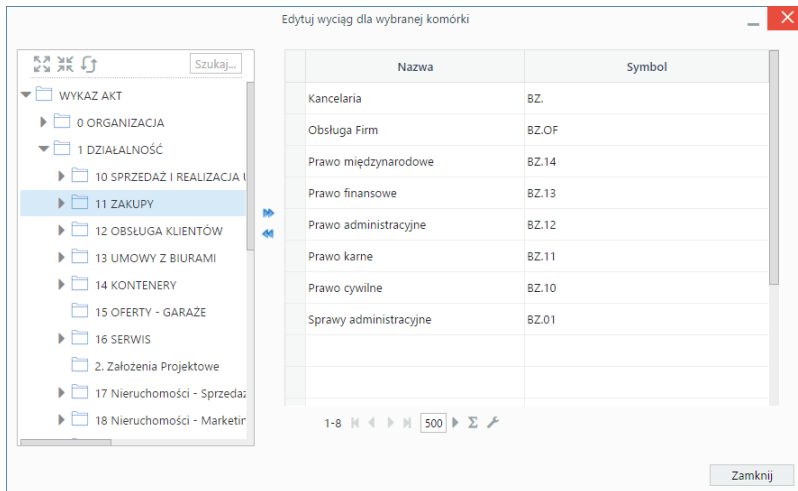 Edytuj wyciąg dla wybranej komórki
Szukaj...
WYKAZ AKT
0 ORGANIZACJA
1 DZIAŁALNOŚĆ
10 SPRZEDAŻ I REALIZACJA
11 ZAKUPY
12 OBSŁUGA KLIENTÓW
13 UMOWY Z BIURAMI
14 KONTENERY
15 OFERTY - GARAŻE
16 SERWIS
2. Założenia Projektowe
17 Nieruchomości - Sprzedaż
18 Nieruchomości - Marketin
Nazwa Symbol
Kancelaria BZ.
Obsługa Firm BZ.OF
Prawo międzynarodowe BZ.14
Prawo finansowe BZ.13
Prawo administracyjne BZ.12
Prawo karne BZ.11
Prawo cywilne BZ.10
Sprawy administracyjne BZ.01
1-8 500 Σ
Zamknij